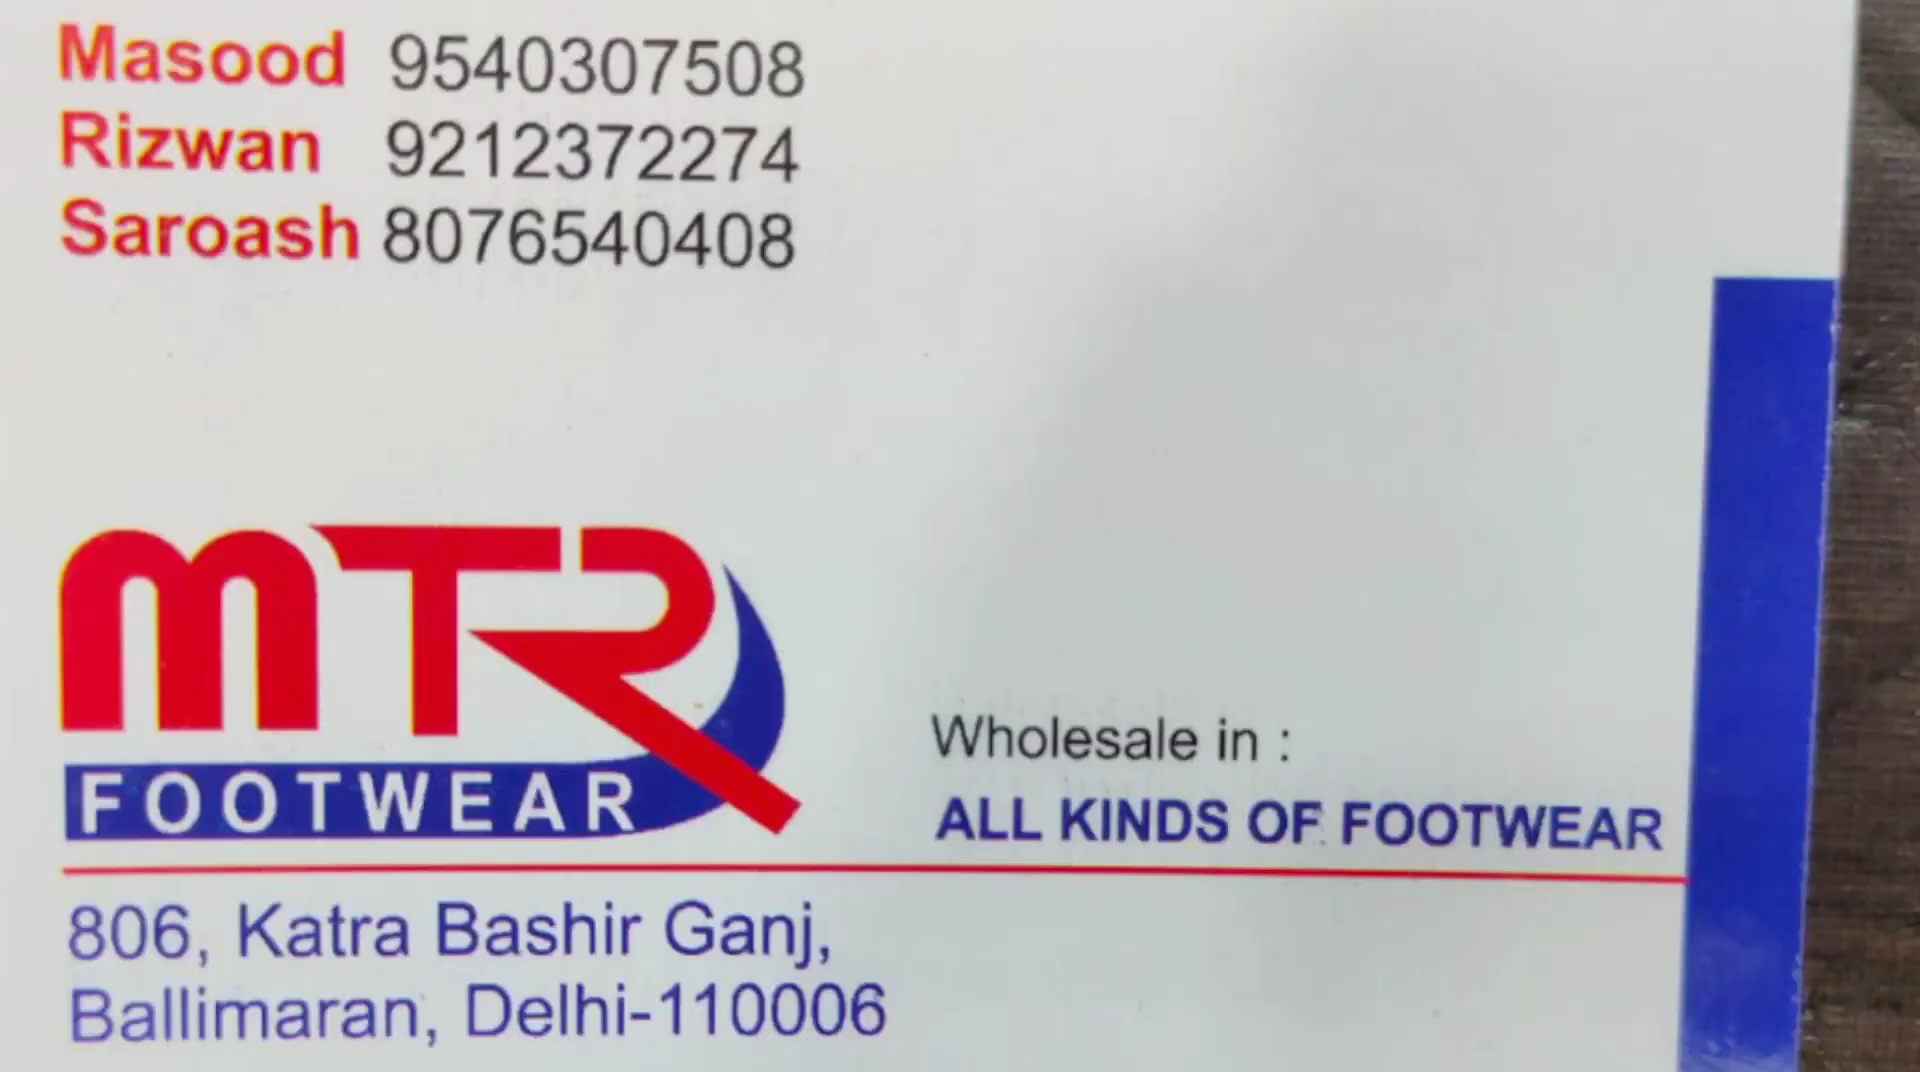 Masood 9540307508
Rizwan 9212372274
Saroash 8076540408
MTR
FOOTWEAR
Wholesale in :
ALL KINDS OF FOOTWEAR
806, Katra Bashir Ganj,
Ballimaran, Delhi-110006